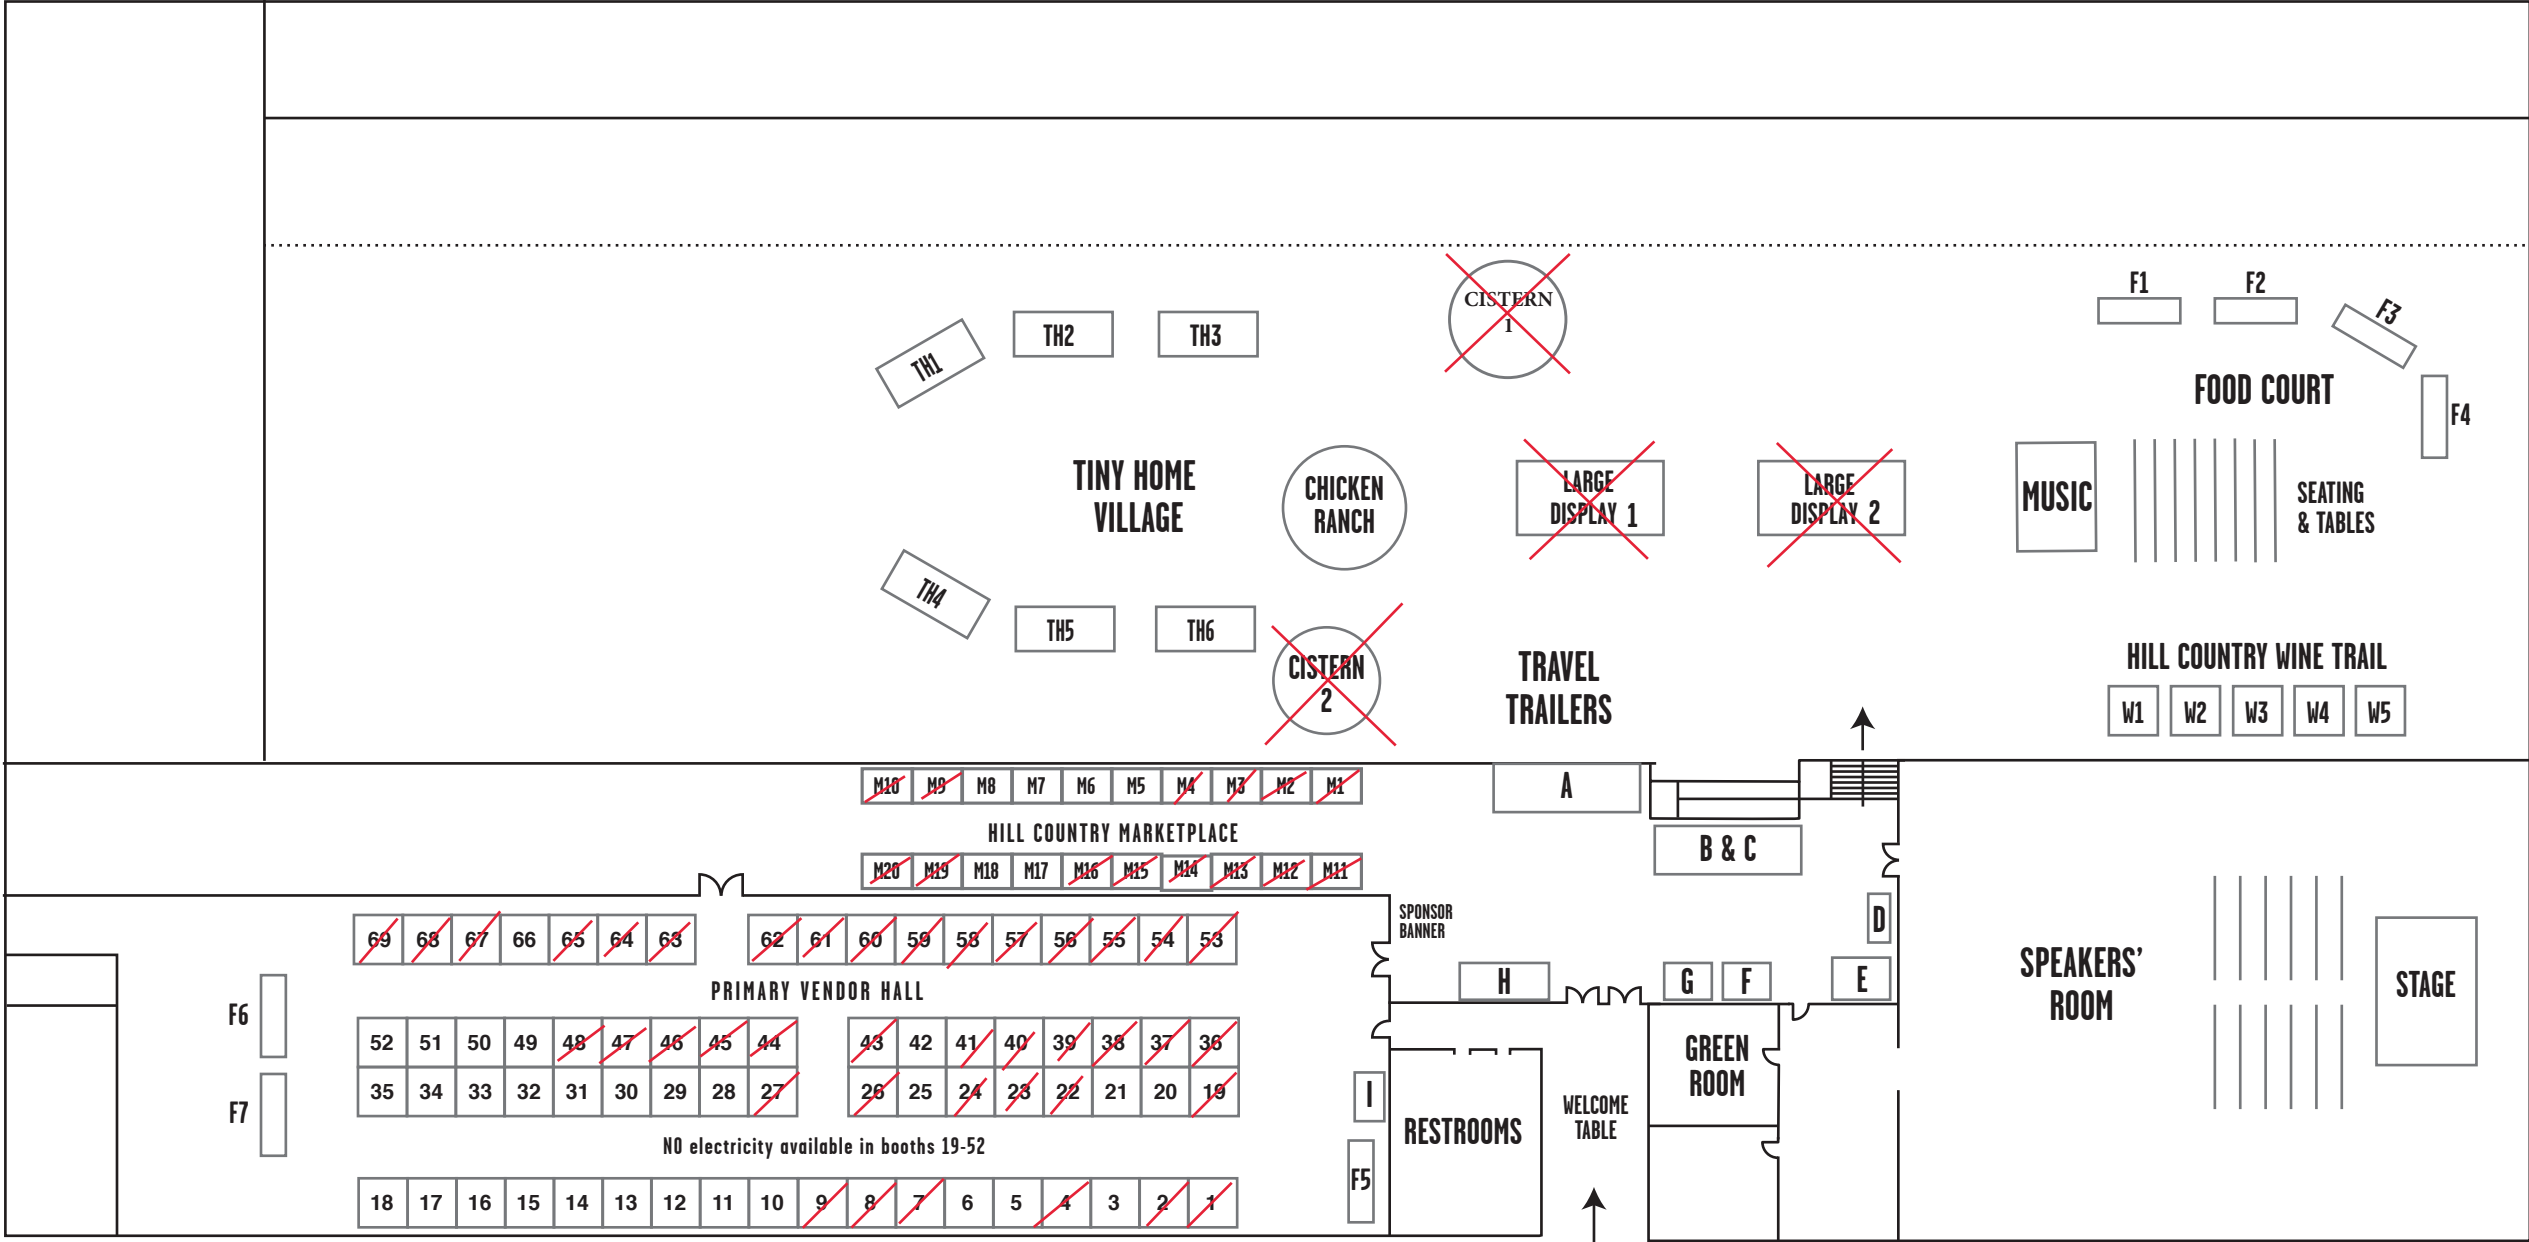 CISTERN
1
F1
F2
F3
TH1
TH2
TH3
FOOD COURT
F4
TINY HOME
VILLAGE
CHICKEN
RANCH
LARGE
DISPLAY 1
LARGE
DISPLAY 2
MUSIC
SEATING
& TABLES
TH4
TH5
TH6
CISTERN
2
TRAVEL
TRAILERS
HILL COUNTRY WINE TRAIL
W1 W2 W3 W4 W5
M10 M9 M8 M7 M6 M5 M4 M3 M2 M1
A
HILL COUNTRY MARKETPLACE
B & C
M20 M19 M18 M17 M16 M15 M14 M13 M12 M11
SPONSOR
BANNER
D
69 68 67 66 65 64 63 62 61 60 59 58 57 56 55 54 53
PRIMARY VENDOR HALL
H
G
F
E
SPEAKERS'
ROOM
STAGE
F6
52 51 50 49 48 47 46 45 44 43 42 41 40 39 38 37 36
35 34 33 32 31 30 29 28 27 26 25 24 23 22 21 20 19
F7
GREEN
ROOM
I
RESTROOMS
WELCOME
TABLE
NO electricity available in booths 19-52
F5
18 17 16 15 14 13 12 11 10 9 8 7 6 5 4 3 2 1